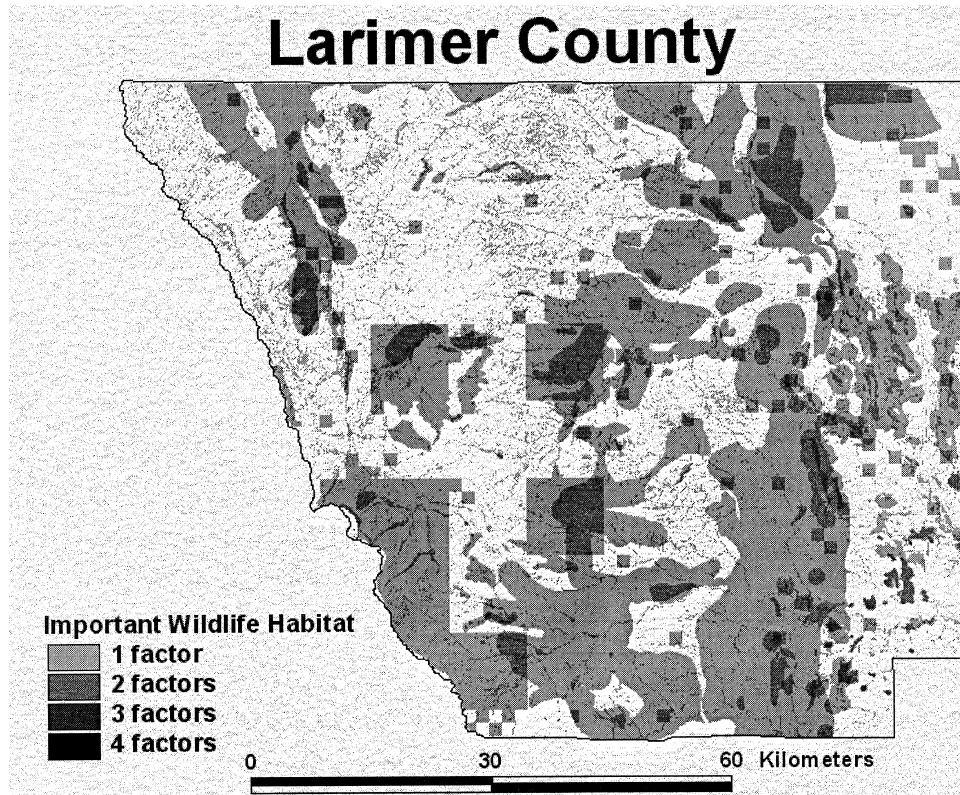 Larimer County
Important Wildlife Habitat
1 factor
2 factors
3 factors
4 factors
0 30 60 Kilometers